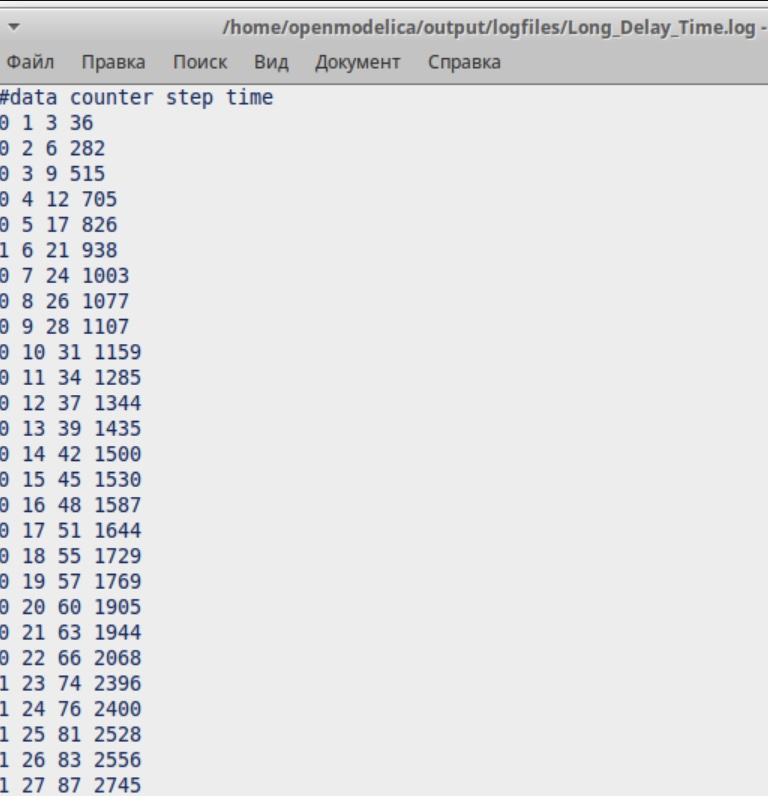 /home/openmodelica/output/logfiles/Long_Delay_Time.log -
Файл Правка Поиск Вид Документ Справка
#data counter step time
0 1 3 36
0 2 6 282
0 3 9 515
0 4 12 705
0 5 17 826
1 6 21 938
0 7 24 1003
0 8 26 1077
0 9 28 1107
0 10 31 1159
0 11 34 1285
0 12 37 1344
0 13 39 1435
0 14 42 1500
0 15 45 1530
0 16 48 1587
0 17 51 1644
0 18 55 1729
0 19 57 1769
0 20 60 1905
0 21 63 1944
0 22 66 2068
1 23 74 2396
1 24 76 2400
1 25 81 2528
1 26 83 2556
1 27 87 2745